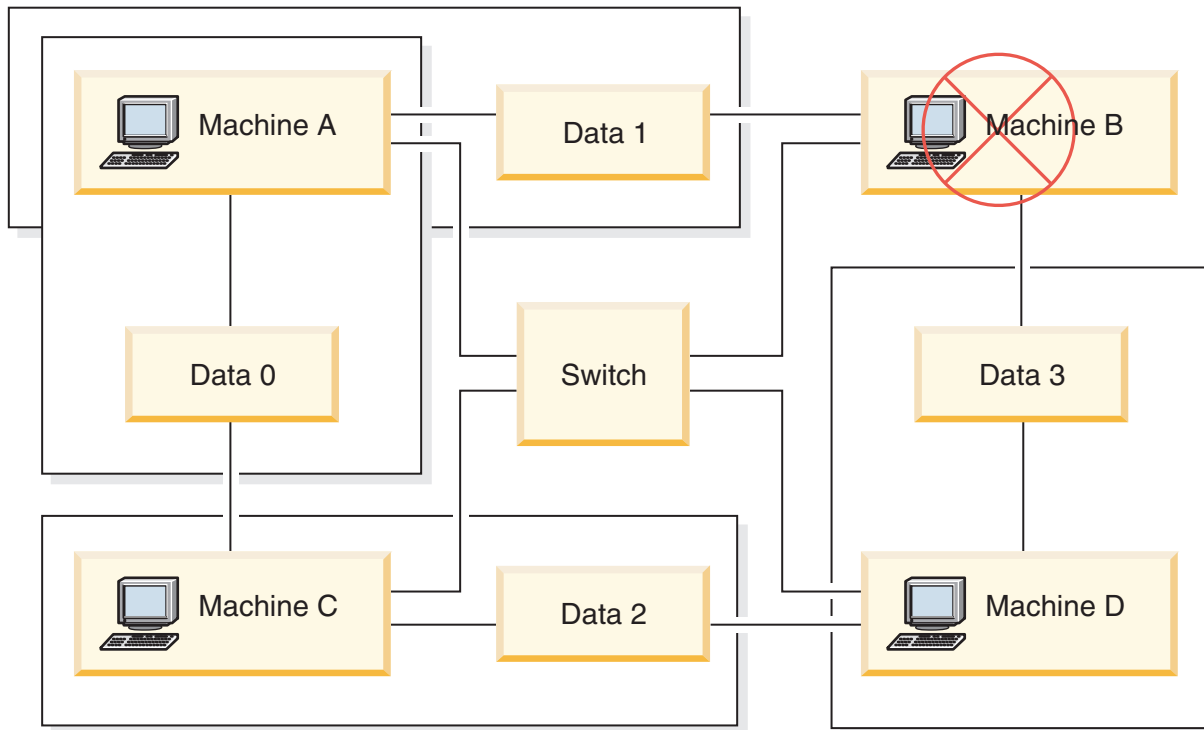 Machine A
Data 1
Machine B
Data 0
Switch
Data 3
Machine C
Data 2
Machine D